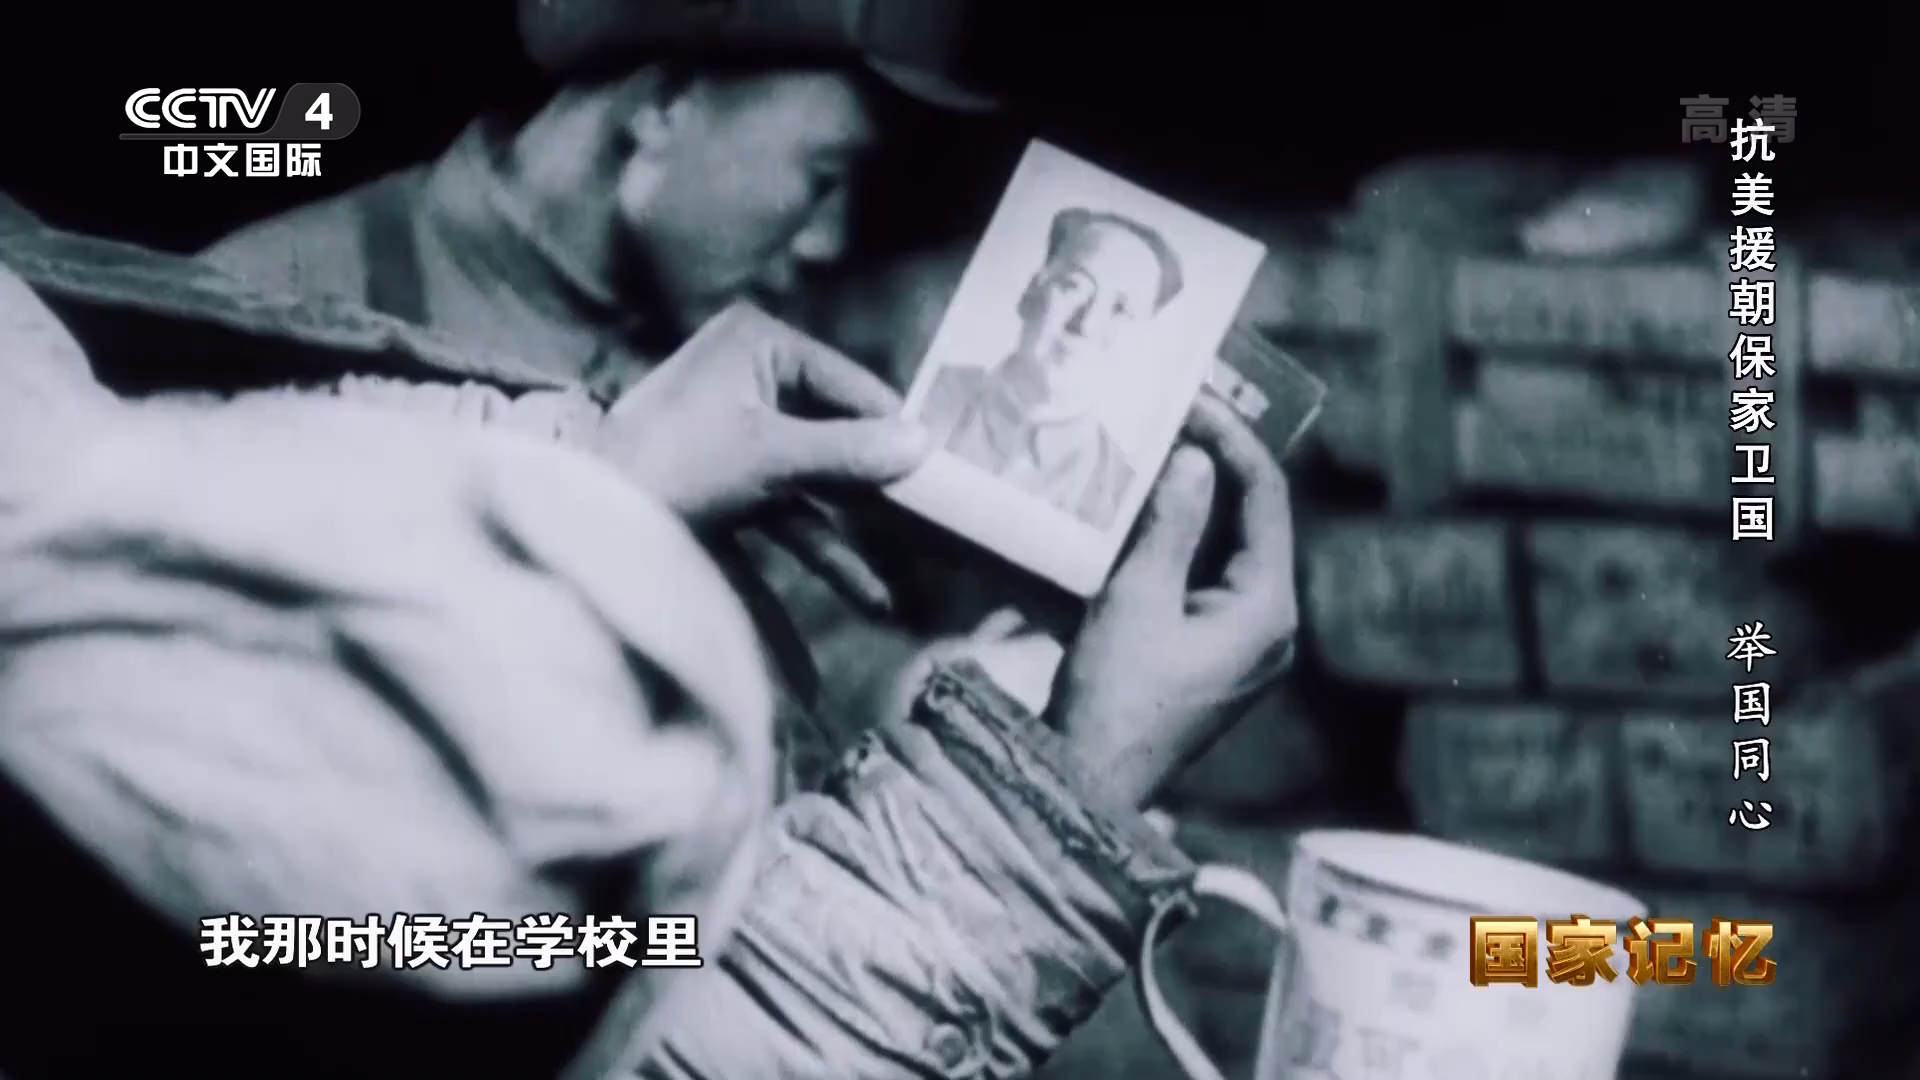 CCTV 4
中文国际
高清
抗美援朝保家卫国
举国同心
我那时候在学校里
国家记忆